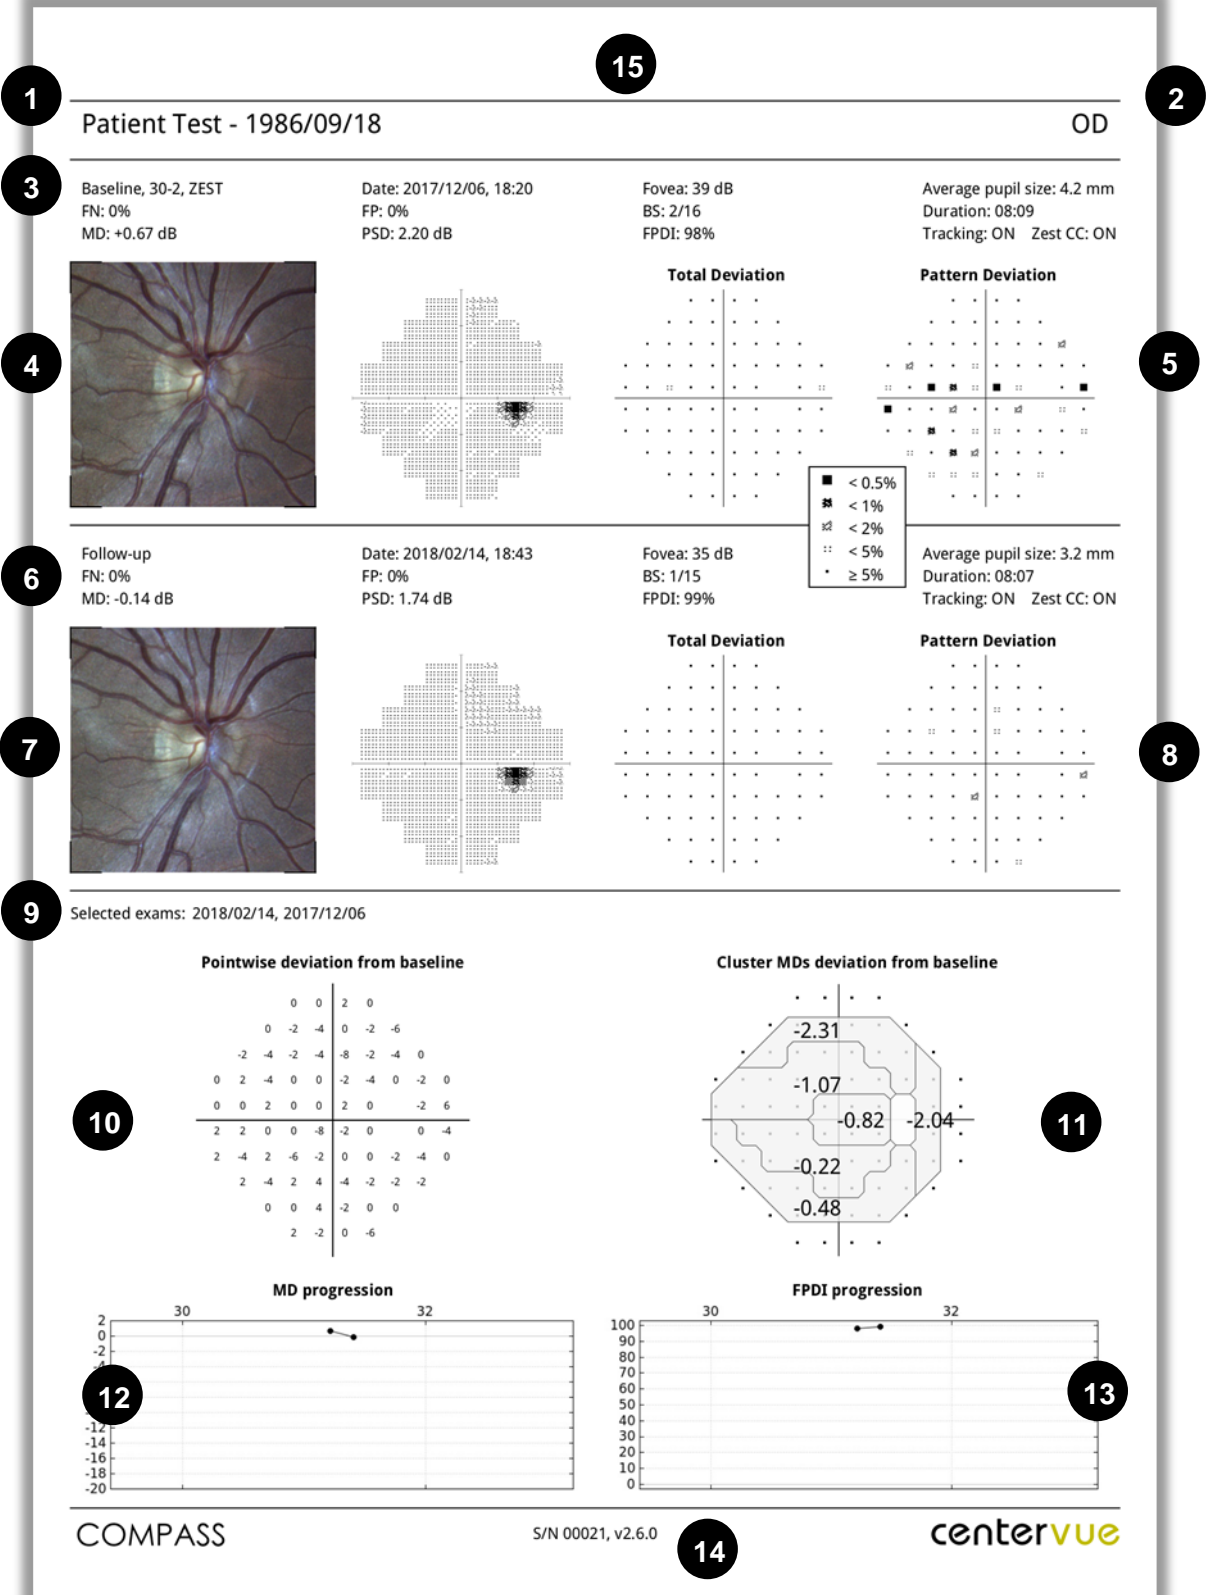 15
1
2
Patient Test - 1986/09/18 OD
3
Baseline, 30-2, ZEST Date: 2017/12/06, 18:20 Fovea: 39 dB Average pupil size: 4.2 mm
FN: 0% FP: 0% BS: 2/16 Duration: 08:09
MD: +0.67 dB PSD: 2.20 dB FPDI: 98% Tracking: ON Zest CC: ON
Total Deviation Pattern Deviation
4
5
< 0.5%
< 1%
< 2%
< 5%
≥ 5%
6
Follow-up Date: 2018/02/14, 18:43 Fovea: 35 dB Average pupil size: 3.2 mm
FN: 0% FP: 0% BS: 1/15 Duration: 08:07
MD: -0.14 dB PSD: 1.74 dB FPDI: 99% Tracking: ON Zest CC: ON
Total Deviation Pattern Deviation
7
8
9
Selected exams: 2018/02/14, 2017/12/06
Pointwise deviation from baseline
0 0 2 0
0 -2 -4 0 -2 -6
-2 -4 -2 -4 -8 -2 -4 0
0 2 -4 0 0 -2 -4 0 -2 0
0 0 2 0 0 2 0 -2 6
2 2 0 0 -8 -2 0 0 -4
2 -4 2 -6 -2 0 0 -2 -4 0
2 -4 2 4 -4 -2 -2 -2
0 0 4 -2 0 0
2 -2 0 -6
10
Cluster MDs deviation from baseline
-2.31
-1.07
-0.82 -2.04
-0.22
-0.48
11
MD progression
30 32
2
0
-2
-4
-12
-14
-16
-18
-20
12
FPDI progression
30 32
100
90
80
70
60
50
40
30
20
10
0
13
COMPASS S/N 00021, v2.6.0 centervue
14